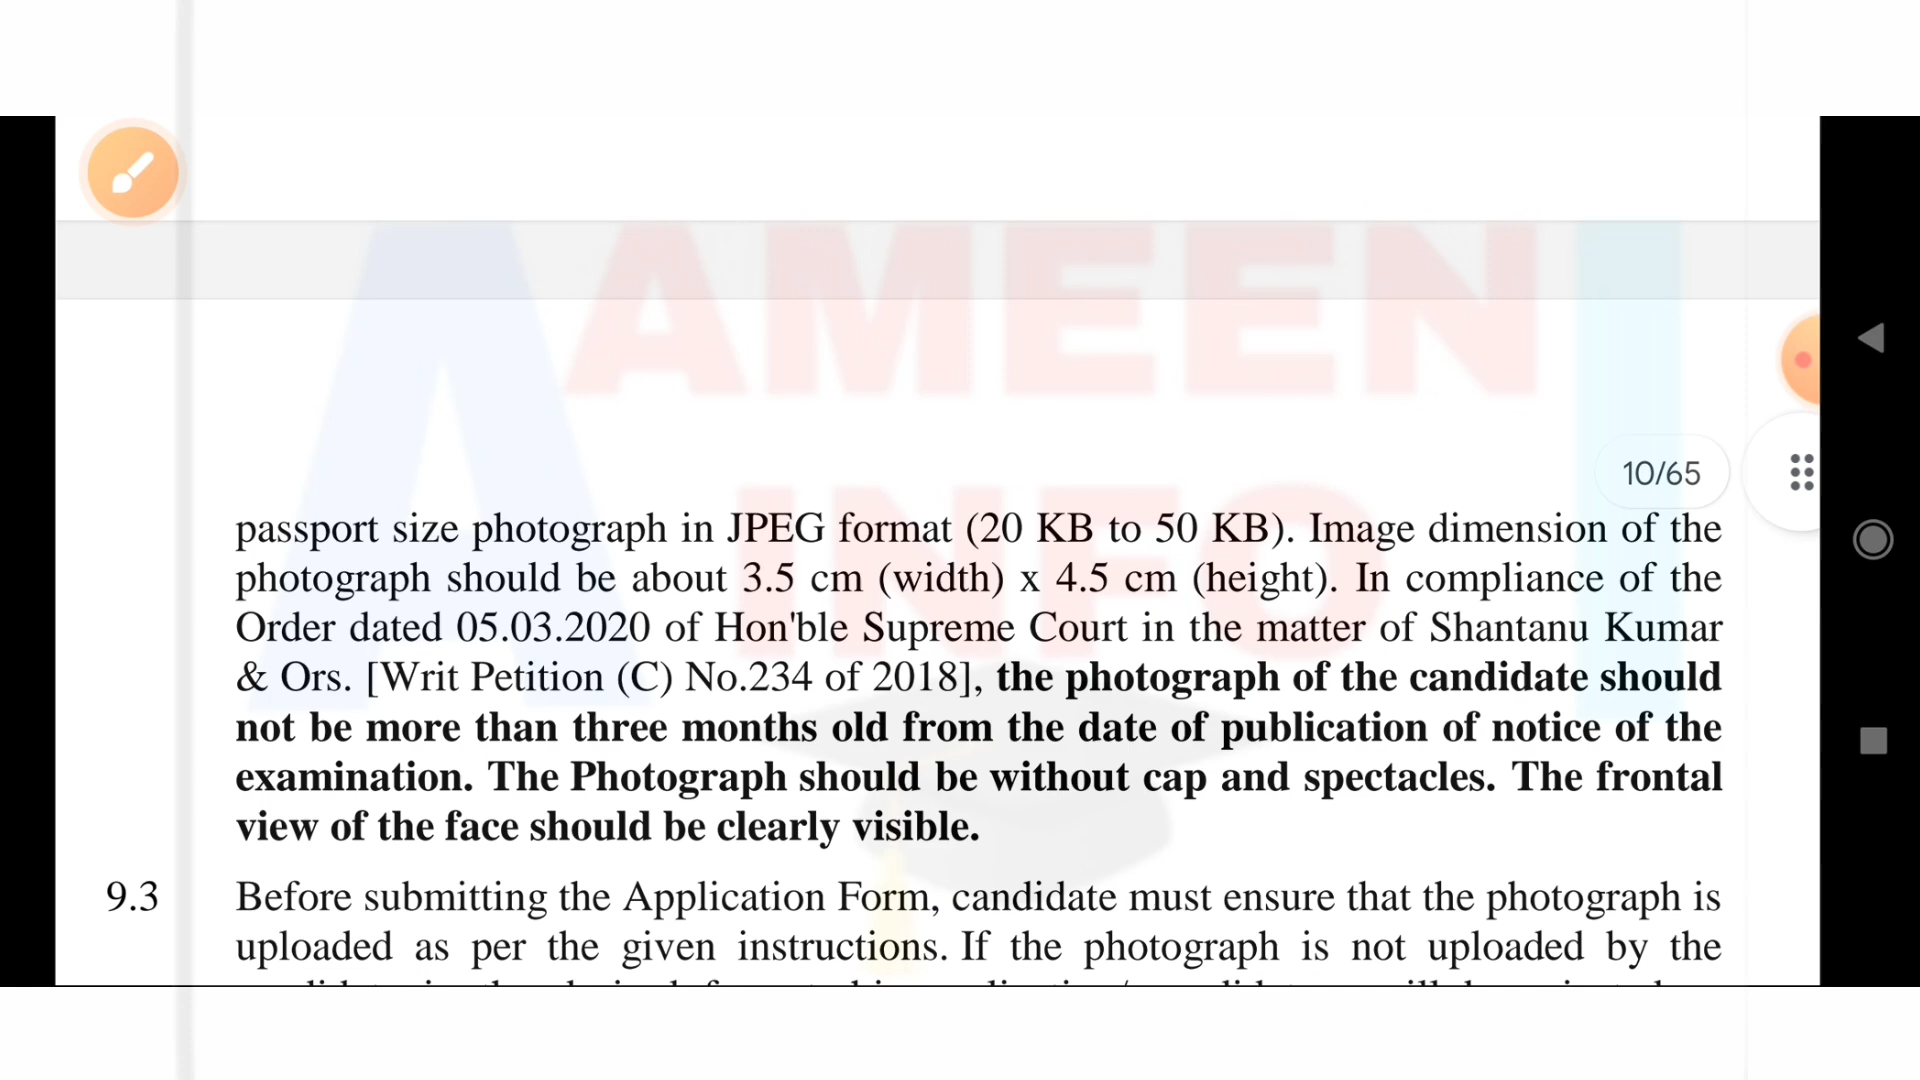 AMEEN
INFO
10/65
passport size photograph in JPEG format (20 KB to 50 KB). Image dimension of the
photograph should be about 3.5 cm (width) x 4.5 cm (height). In compliance of the
Order dated 05.03.2020 of Hon'ble Supreme Court in the matter of Shantanu Kumar
& Ors. [Writ Petition (C) No.234 of 2018], the photograph of the candidate should
not be more than three months old from the date of publication of notice of the
examination. The Photograph should be without cap and spectacles. The frontal
view of the face should be clearly visible.
9.3 Before submitting the Application Form, candidate must ensure that the photograph is
uploaded as per the given instructions. If the photograph is not uploaded by the